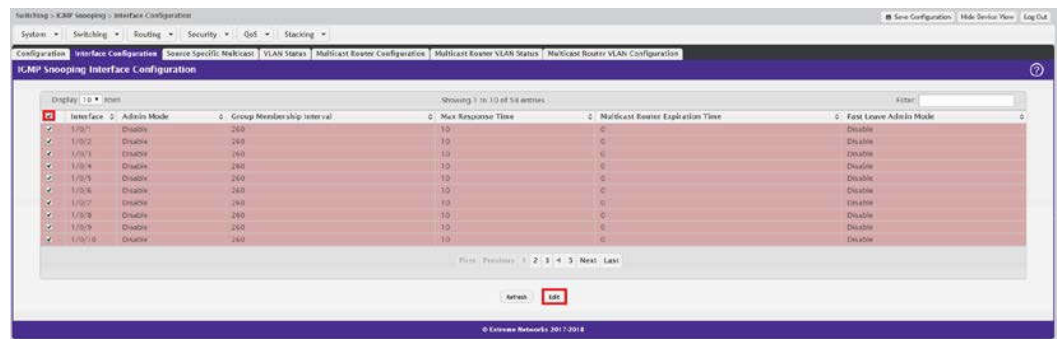 Switching > IGMP Snooping > Interface Configuration
Save Configuration Hide Device View Log Out
System Switching Routing Security QoS Stacking
Configuration Interface Configuration Source Specific Multicast VLAN Status Multicast Router Configuration Multicast Router VLAN Status Multicast Router VLAN Configuration
IGMP Snooping Interface Configuration
Display 10 rows Showing 1 to 10 of 58 entries Filter:
Interface Admin Mode Group Membership Interval Max Response Time Multicast Router Expiration Time Fast Leave Admin Mode
1/0/1 Disable 260 10 0 Disable
1/0/2 Disable 260 10 0 Disable
1/0/3 Disable 260 10 0 Disable
1/0/4 Disable 260 10 0 Disable
1/0/5 Disable 260 10 0 Disable
1/0/6 Disable 260 10 0 Disable
1/0/7 Disable 260 10 0 Disable
1/0/8 Disable 260 10 0 Disable
1/0/9 Disable 260 10 0 Disable
1/0/10 Disable 260 10 0 Disable
First Previous 1 2 3 4 5 Next Last
Refresh Edit
© Extreme Networks 2017-2018